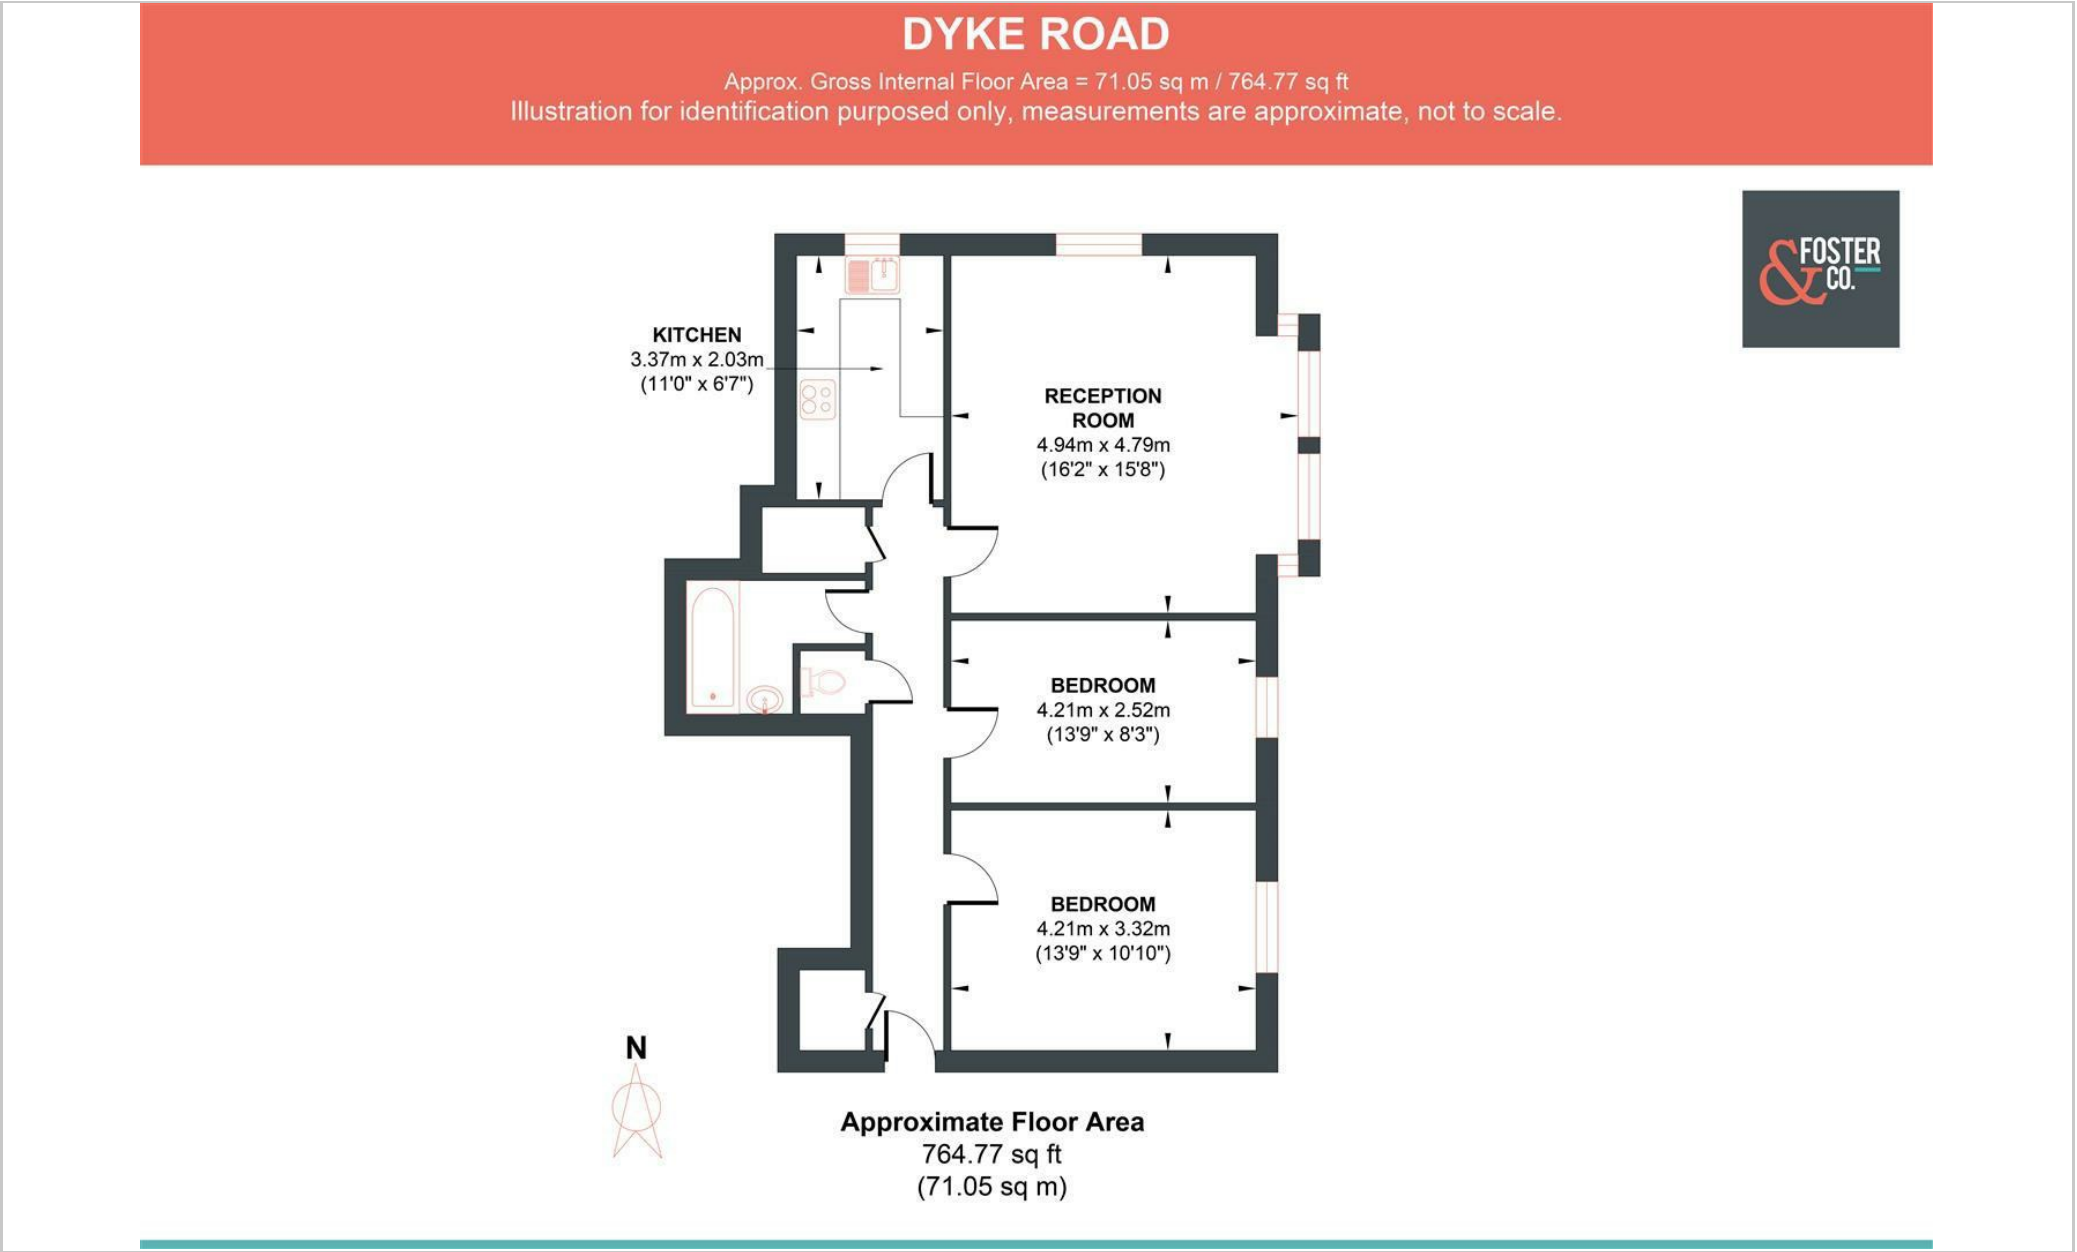 DYKE ROAD
Approx. Gross Internal Floor Area = 71.05 sq m / 764.77 sq ft
Illustration for identification purposed only, measurements are approximate, not to scale.
&FOSTER
CO.
KITCHEN
3.37m x 2.03m
(11'0" x 6'7")
RECEPTION
ROOM
4.94m x 4.79m
(16'2" x 15'8")
BEDROOM
4.21m x 2.52m
(13'9" x 8'3")
BEDROOM
4.21m x 3.32m
(13'9" x 10'10")
N
Approximate Floor Area
764.77 sq ft
(71.05 sq m)